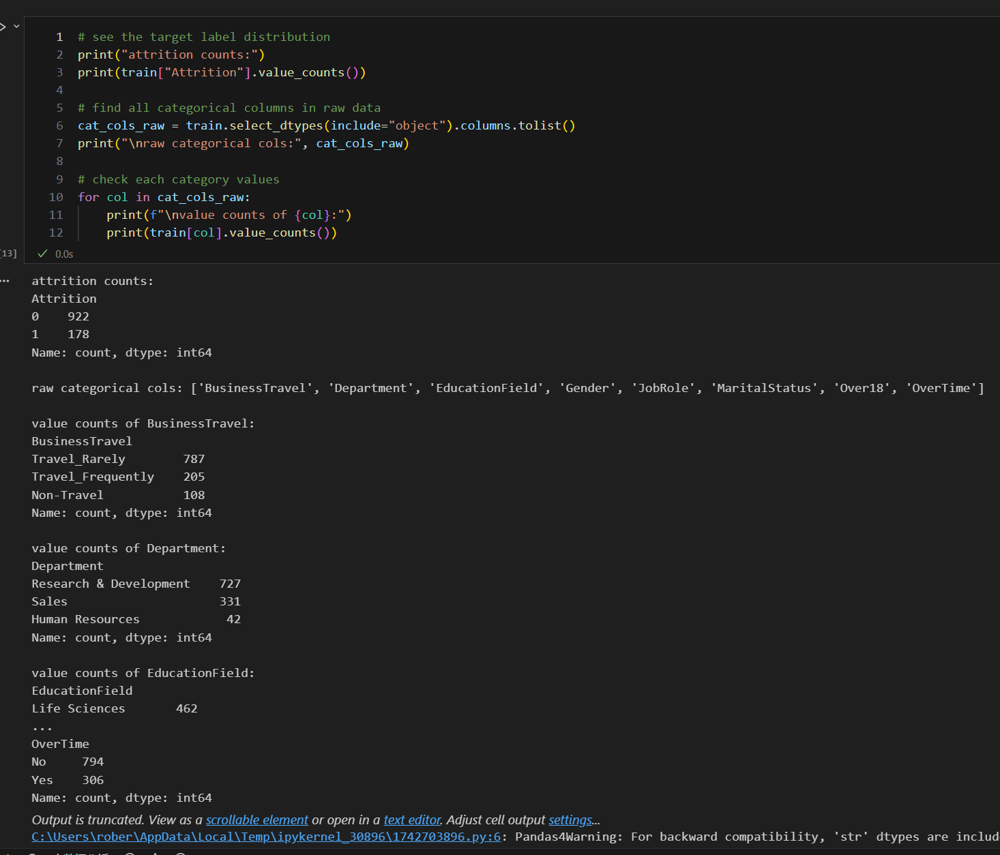 1 # see the target label distribution
2 print("attrition counts:")
3 print(train["Attrition"].value_counts())
4
5 # find all categorical columns in raw data
6 cat_cols_raw = train.select_dtypes(include="object").columns.tolist()
7 print("\nraw categorical cols:", cat_cols_raw)
8
9 # check each category values
10 for col in cat_cols_raw:
11     print(f"\nvalue counts of {col}:")
12     print(train[col].value_counts())
[13] ✓ 0.0s
... attrition counts:
Attrition
0    922
1    178
Name: count, dtype: int64
raw categorical cols: ['BusinessTravel', 'Department', 'EducationField', 'Gender', 'JobRole', 'MaritalStatus', 'Over18', 'OverTime']
value counts of BusinessTravel:
BusinessTravel
Travel_Rarely        787
Travel_Frequently    205
Non-Travel           108
Name: count, dtype: int64
value counts of Department:
Department
Research & Development    727
Sales                     331
Human Resources            42
Name: count, dtype: int64
value counts of EducationField:
EducationField
Life Sciences       462
...
OverTime
No     794
Yes    306
Name: count, dtype: int64
Output is truncated. View as a scrollable element or open in a text editor. Adjust cell output settings...
C:\Users\rober\AppData\Local\Temp\ipykernel_30896\1742703896.py:6: Pandas4Warning: For backward compatibility, 'str' dtypes are includ